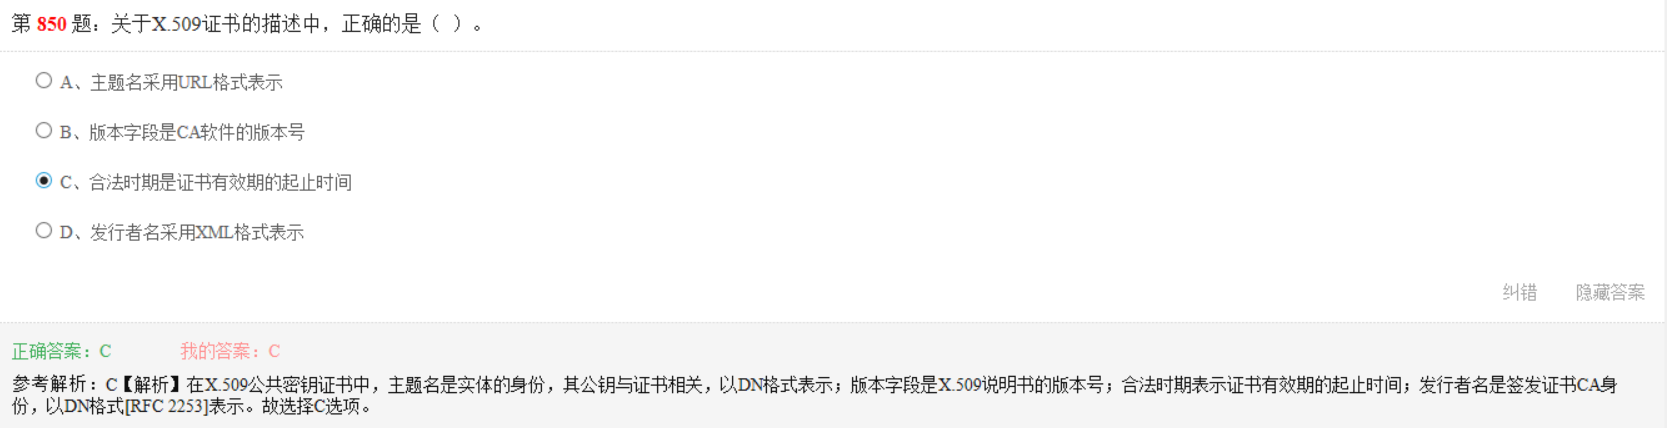 第 850 题：关于X.509证书的描述中，正确的是（ ）。
A、主题名采用URL格式表示
B、版本字段是CA软件的版本号
C、合法时期是证书有效期的起止时间
D、发行者名采用XML格式表示
纠错 隐藏答案
正确答案：C 我的答案：C
参考解析：C【解析】在X.509公共密钥证书中，主题名是实体的身份，其公钥与证书相关，以DN格式表示；版本字段是X.509说明书的版本号；合法时期表示证书有效期的起止时间；发行者名是签发证书CA身
份，以DN格式[RFC 2253]表示。故选择C选项。